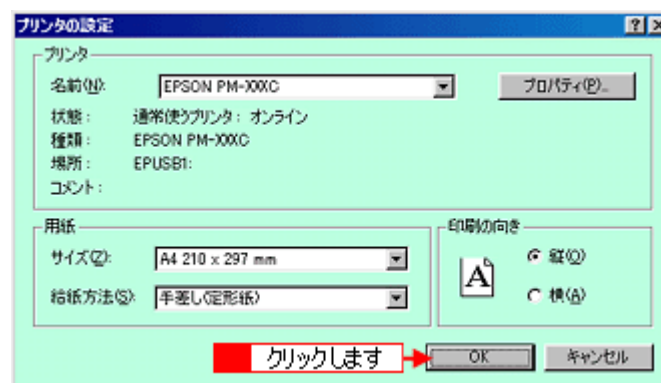 プリンタの設定
プリンタ
名前(N): EPSON PM-XXXC プロパティ(P)...
状態： 通常使うプリンタ： オンライン
種類： EPSON PM-XXXC
場所： EPUSB1:
コメント：
用紙
サイズ(Z): A4 210 x 297 mm
給紙方法(S): 手差し(定形紙)
印刷の向き
A
縦(O)
横(A)
クリックします
OK キャンセル